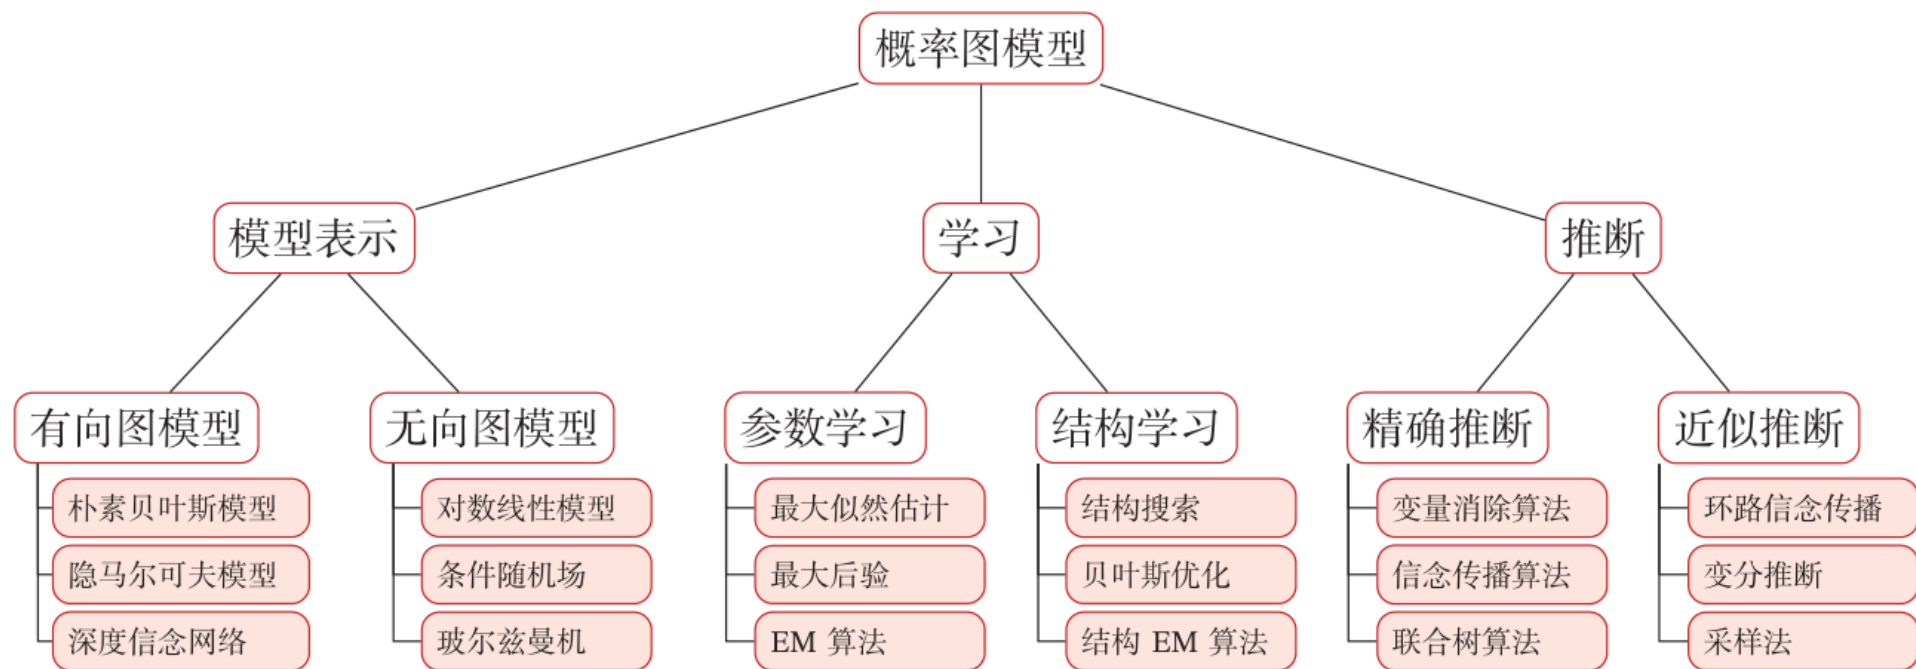 概率图模型
模型表示
学习
推断
有向图模型
无向图模型
参数学习
结构学习
精确推断
近似推断
朴素贝叶斯模型
对数线性模型
最大似然估计
结构搜索
变量消除算法
环路信念传播
隐马尔可夫模型
条件随机场
最大后验
贝叶斯优化
信念传播算法
变分推断
深度信念网络
玻尔兹曼机
EM 算法
结构 EM 算法
联合树算法
采样法